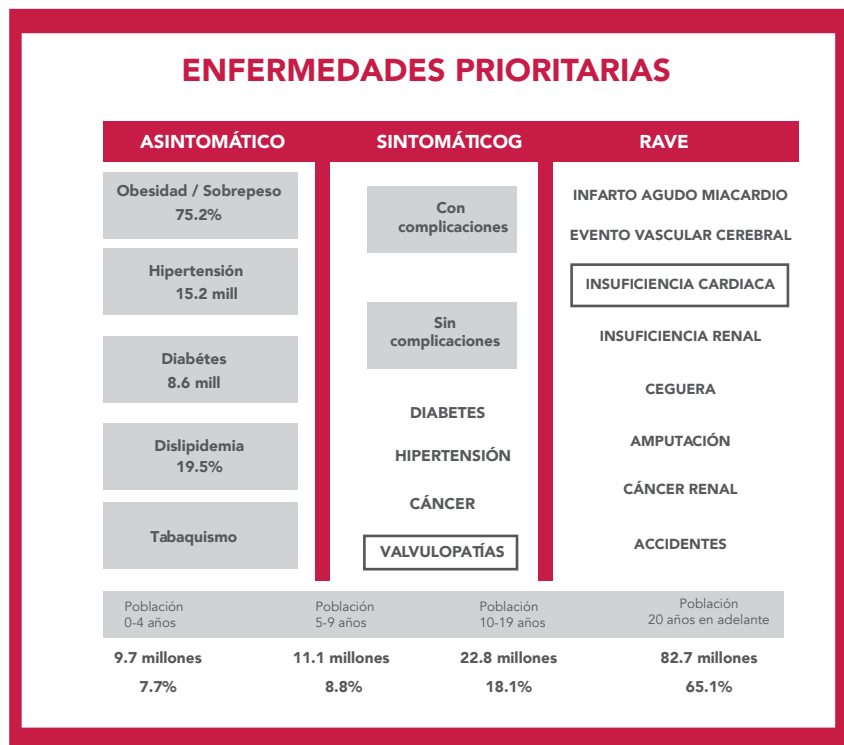 ENFERMEDADES PRIORITARIAS
ASINTOMÁTICO
Obesidad / Sobrepeso
75.2%
Hipertensión
15.2 mill
Diabétes
8.6 mill
Dislipidemia
19.5%
Tabaquismo
SINTOMÁTICOG
Con
complicaciones
Sin
complicaciones
DIABETES
HIPERTENSIÓN
CÁNCER
VALVULOPATÍAS
RAVE
INFARTO AGUDO MIACARDIO
EVENTO VASCULAR CEREBRAL
INSUFICIENCIA CARDIACA
INSUFICIENCIA RENAL
CEGUERA
AMPUTACIÓN
CÁNCER RENAL
ACCIDENTES
Población
0-4 años
9.7 millones
7.7%
Población
5-9 años
11.1 millones
8.8%
Población
10-19 años
22.8 millones
18.1%
Población
20 años en adelante
82.7 millones
65.1%